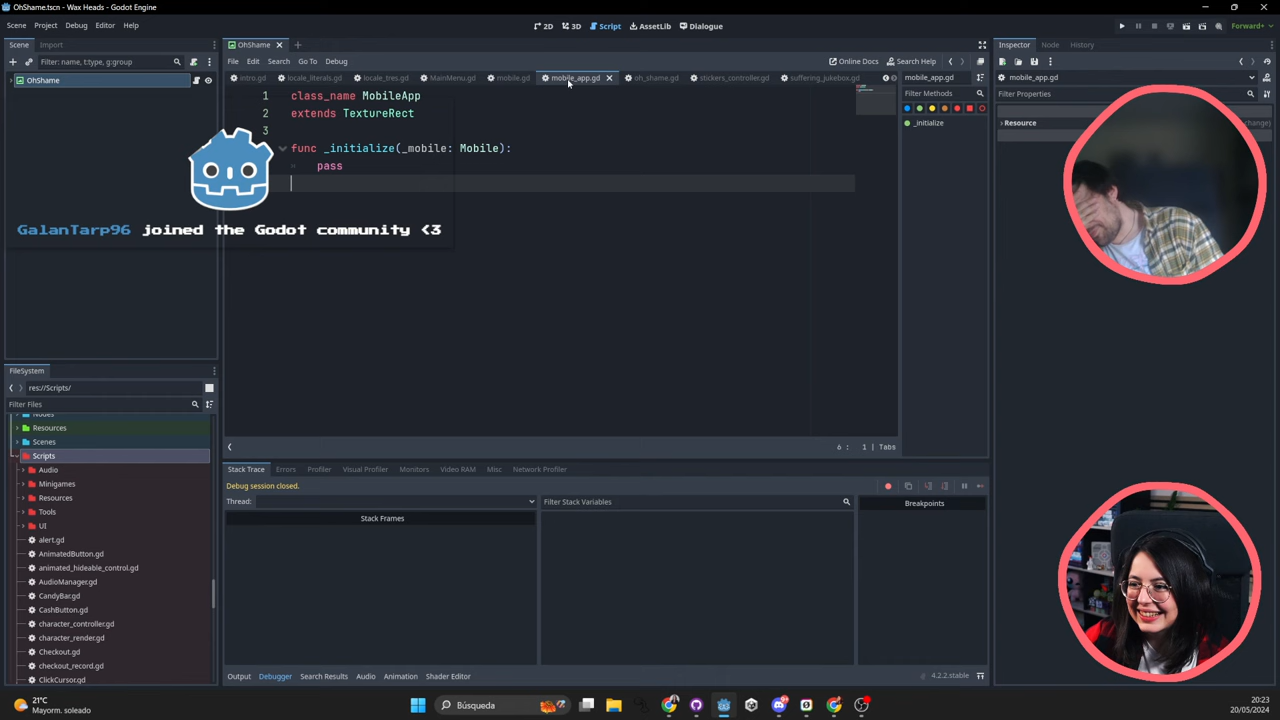 OhShame.tscn - Wax Heads - Godot Engine
Scene Project Debug Editor Help
2D 3D Script AssetLib Dialogue
Forward+
Scene Import
OhShame
Inspector Node History
Filter: name, t:type, g:group
File Edit Search Go To Debug
Online Docs Search Help
OhShame
intro.gd locale_literals.gd locale_tres.gd MainMenu.gd mobile.gd mobile_app.gd oh_shame.gd stickers_controller.gd suffering_jukebox.gd
mobile_app.gd
mobile_app.gd
Filter Methods
Filter Properties
_initialize
Resource
change)
1 class_name MobileApp
2 extends TextureRect
3
func _initialize(_mobile: Mobile):
pass
GalanTarp96 joined the Godot community <3
6 : 1 | Tabs
FileSystem
res://Scripts/
Filter Files
Nodes
Resources
Scenes
Scripts
Audio
Minigames
Resources
Tools
UI
alert.gd
AnimatedButton.gd
animated_hideable_control.gd
AudioManager.gd
CandyBar.gd
CashButton.gd
character_controller.gd
character_render.gd
Checkout.gd
checkout_record.gd
ClickCursor.gd
Stack Trace Errors Profiler Visual Profiler Monitors Video RAM Misc Network Profiler
Debug session closed.
Thread:
Filter Stack Variables
Breakpoints
Stack Frames
Output Debugger Search Results Audio Animation Shader Editor
4.2.2.stable
21°C
Mayorm. soleado
Búsqueda
20:23
20/05/2024